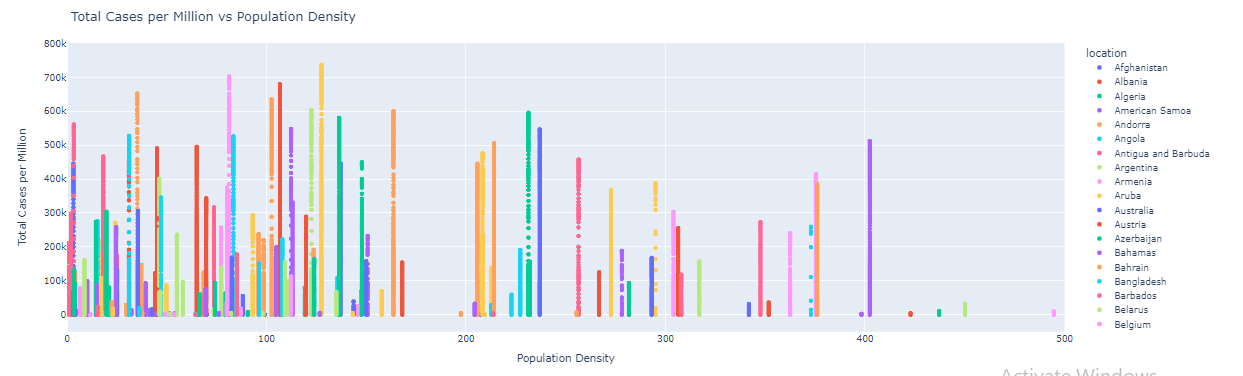 Total Cases per Million vs Population Density
800k
700k
600k
500k
400k
300k
200k
100k
0
Total Cases per Million
0 100 200 300 400 500
Population Density
location
Afghanistan
Albania
Algeria
American Samoa
Andorra
Angola
Antigua and Barbuda
Argentina
Armenia
Aruba
Australia
Austria
Azerbaijan
Bahamas
Bahrain
Bangladesh
Barbados
Belarus
Belgium
Activate Windows